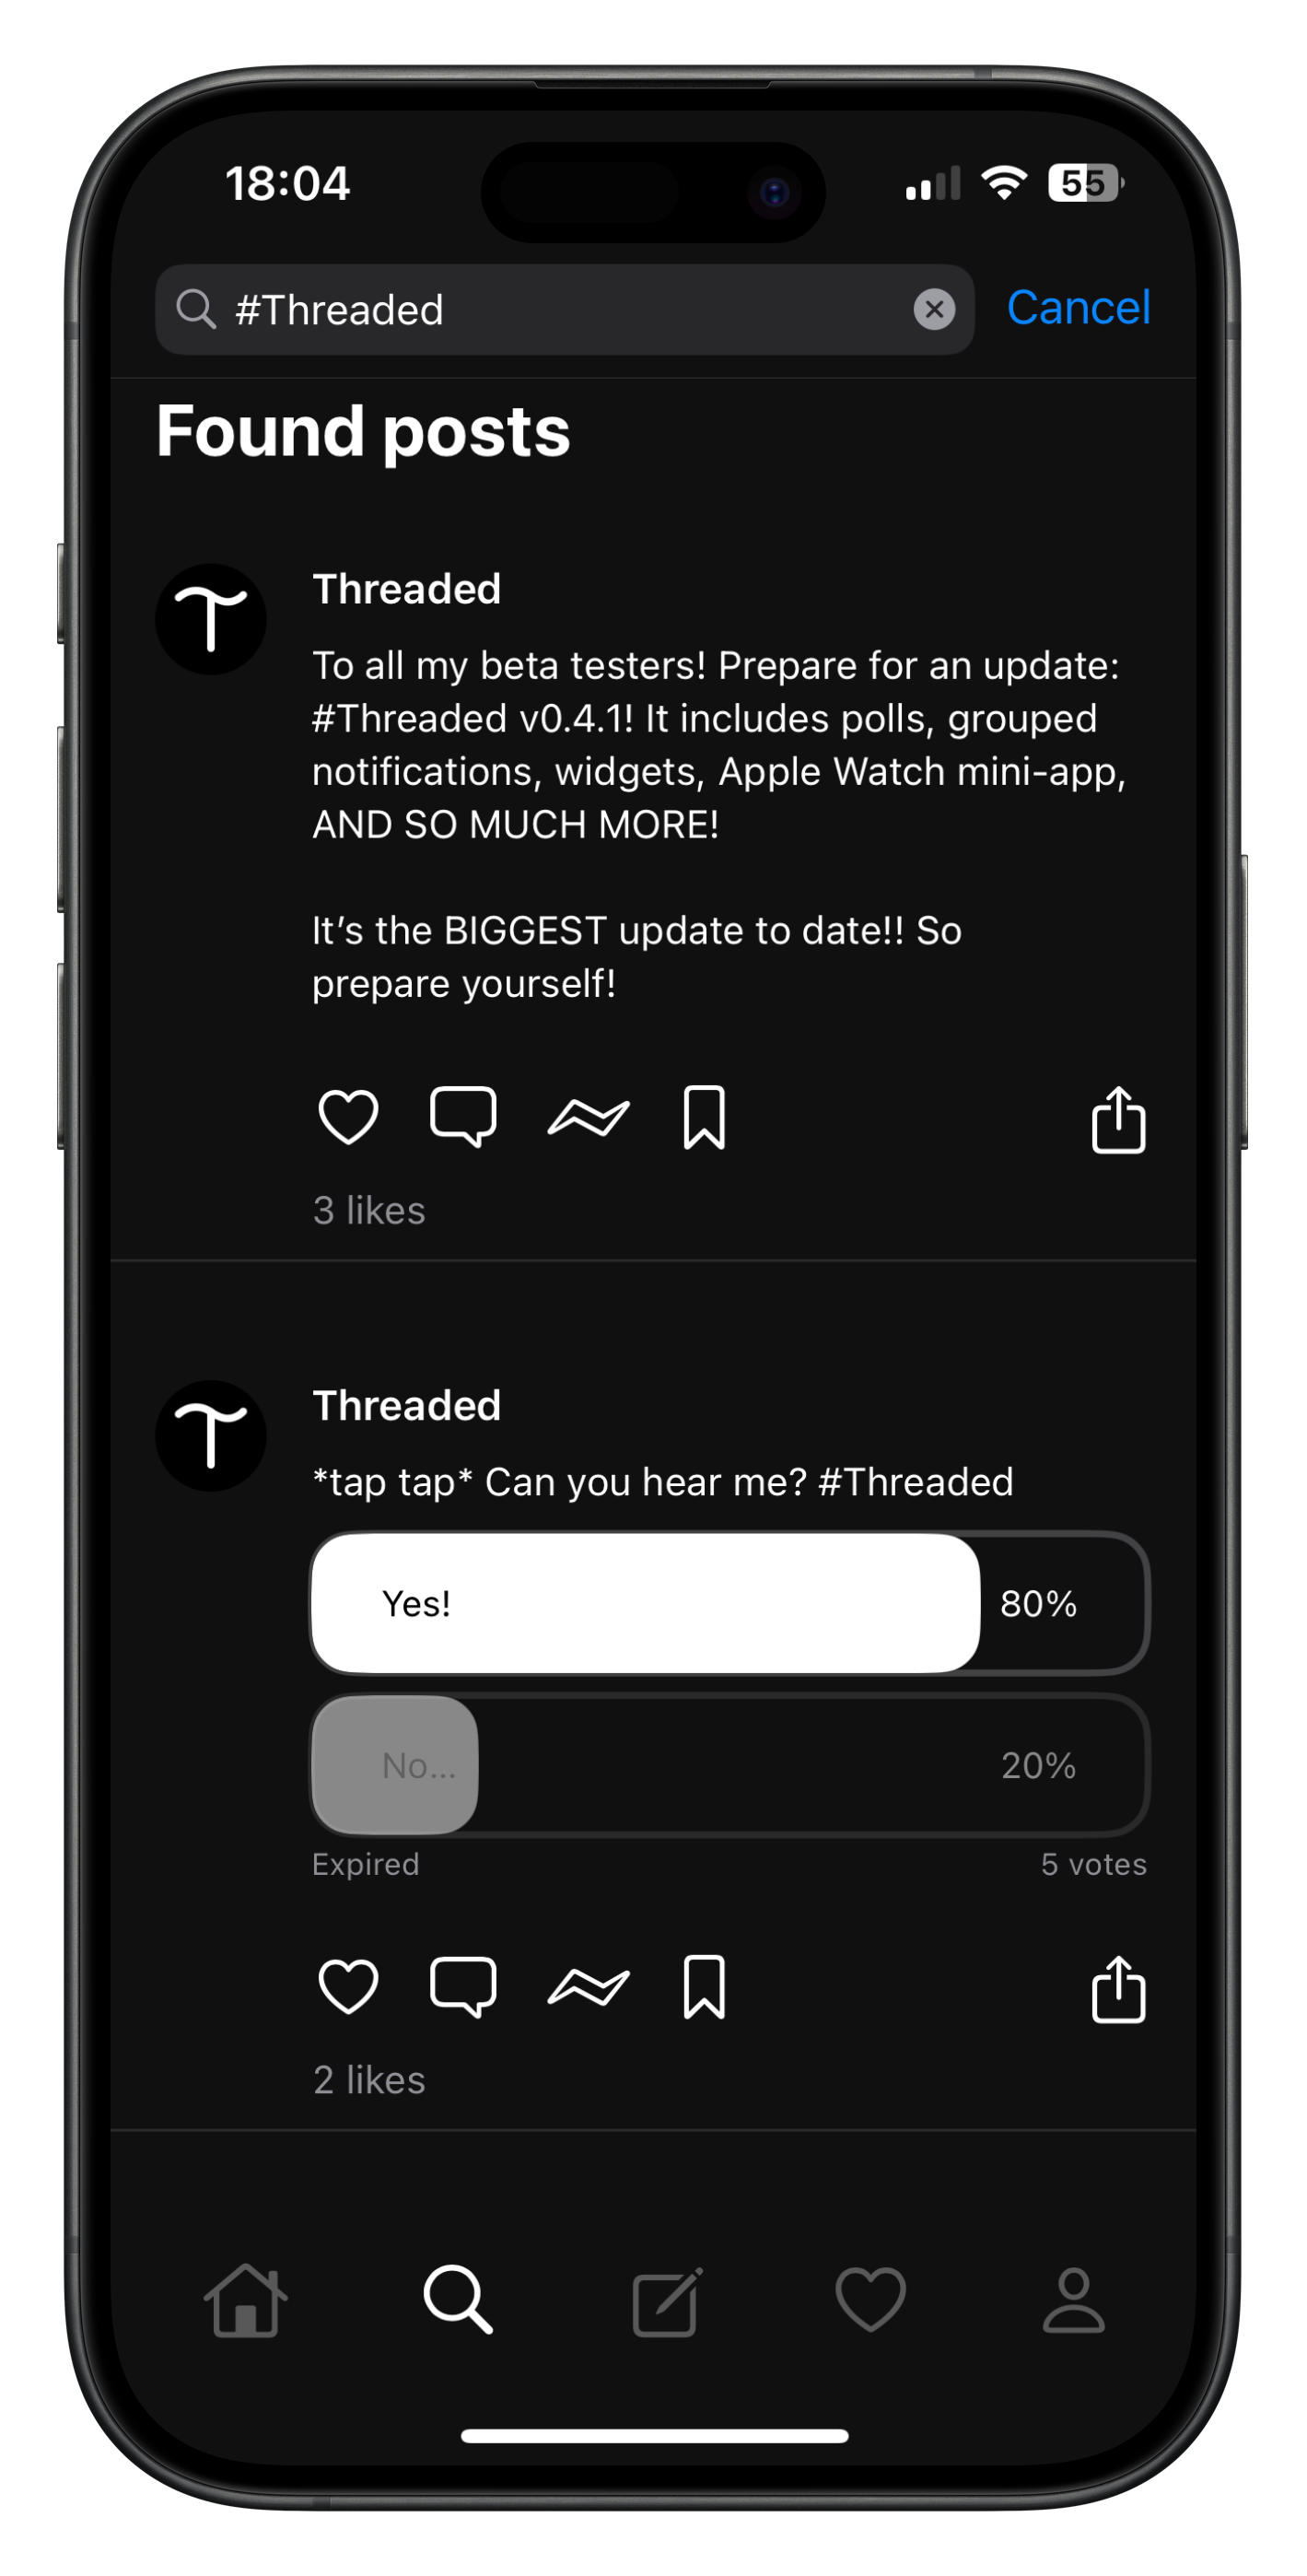 18:04
55
#Threaded
Cancel
Found posts
Threaded
To all my beta testers! Prepare for an update:
#Threaded v0.4.1! It includes polls, grouped
notifications, widgets, Apple Watch mini-app,
AND SO MUCH MORE!
It’s the BIGGEST update to date!! So
prepare yourself!
3 likes
Threaded
*tap tap* Can you hear me? #Threaded
Yes!
80%
No...
20%
Expired
5 votes
2 likes